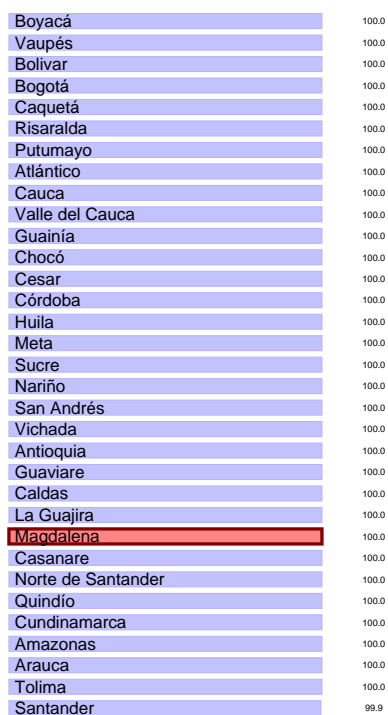 Boyacá 100.0
Vaupés 100.0
Bolivar 100.0
Bogotá 100.0
Caquetá 100.0
Risaralda 100.0
Putumayo 100.0
Atlántico 100.0
Cauca 100.0
Valle del Cauca 100.0
Guainía 100.0
Chocó 100.0
Cesar 100.0
Córdoba 100.0
Huila 100.0
Meta 100.0
Sucre 100.0
Nariño 100.0
San Andrés 100.0
Vichada 100.0
Antioquia 100.0
Guaviare 100.0
Caldas 100.0
La Guajira 100.0
Magdalena 100.0
Casanare 100.0
Norte de Santander 100.0
Quindío 100.0
Cundinamarca 100.0
Amazonas 100.0
Arauca 100.0
Tolima 100.0
Santander 99.9